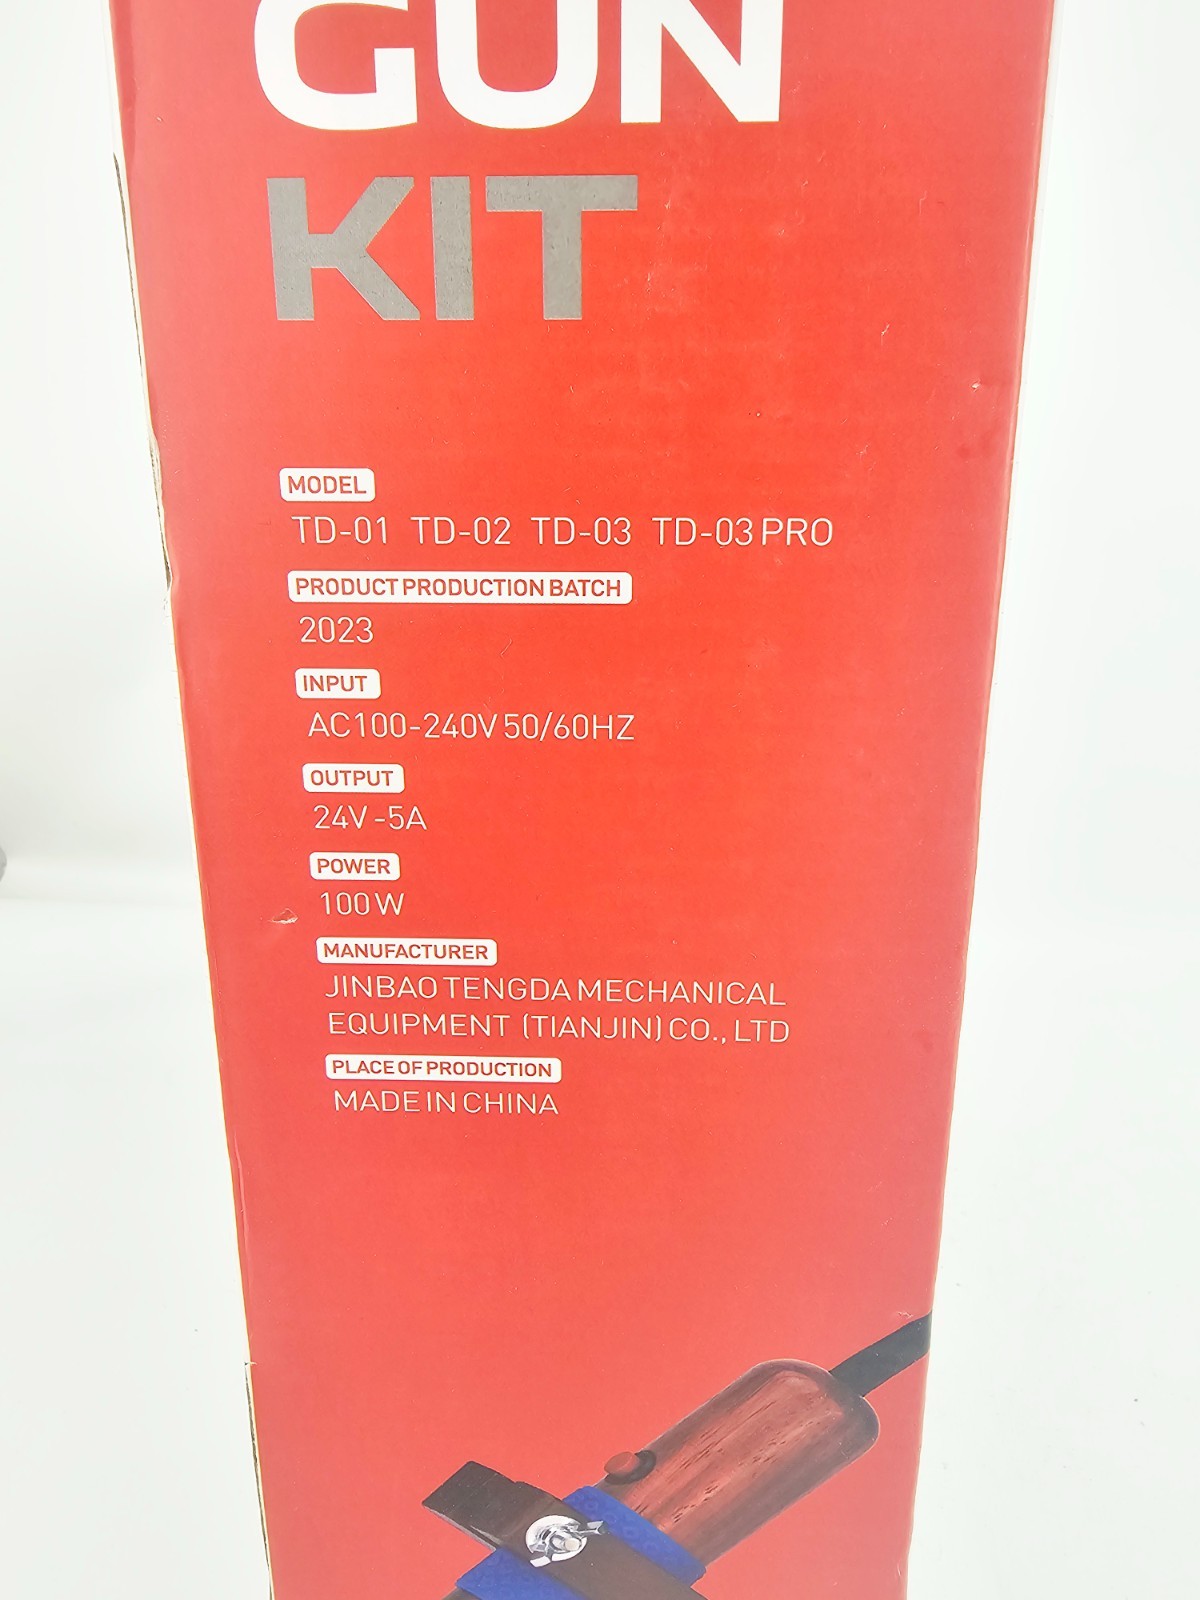 GUN
KIT
MODEL
TD-01 TD-02 TD-03 TD-03 PRO
PRODUCT PRODUCTION BATCH
2023
INPUT
AC100-240V 50/60HZ
OUTPUT
24V -5A
POWER
100W
MANUFACTURER
JINBAO TENGDA MECHANICAL
EQUIPMENT (TIANJIN) CO., LTD
PLACE OF PRODUCTION
MADE IN CHINA